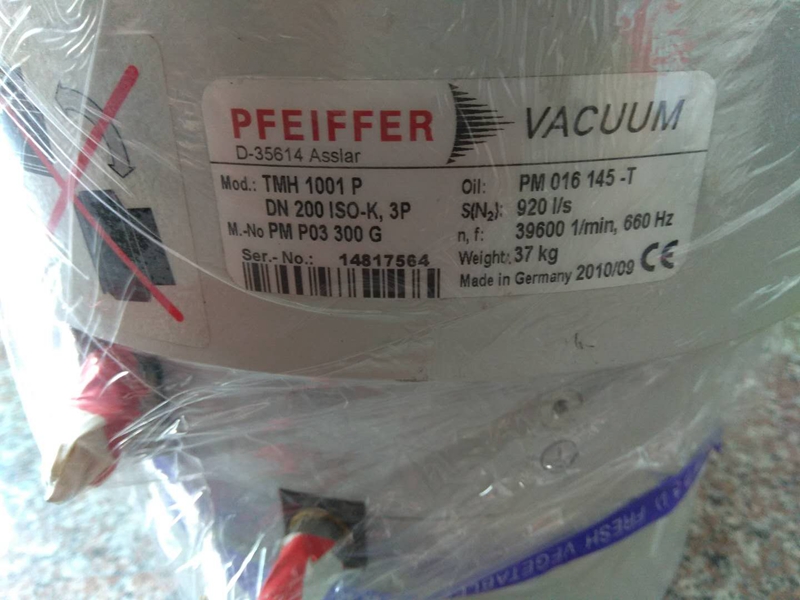 PFEIFFER VACUUM
D-35614 Asslar
Mod.: TMH 1001 P
DN 200 ISO-K, 3P
M.-No PM P03 300 G
Ser.- No.: 14817564
Oil: PM 016 145 -T
S(N₂): 920 l/s
n, f: 39600 1/min, 660 Hz
Weight: 37 kg
Made in Germany 2010/09 CE
FRESH VEGETABL